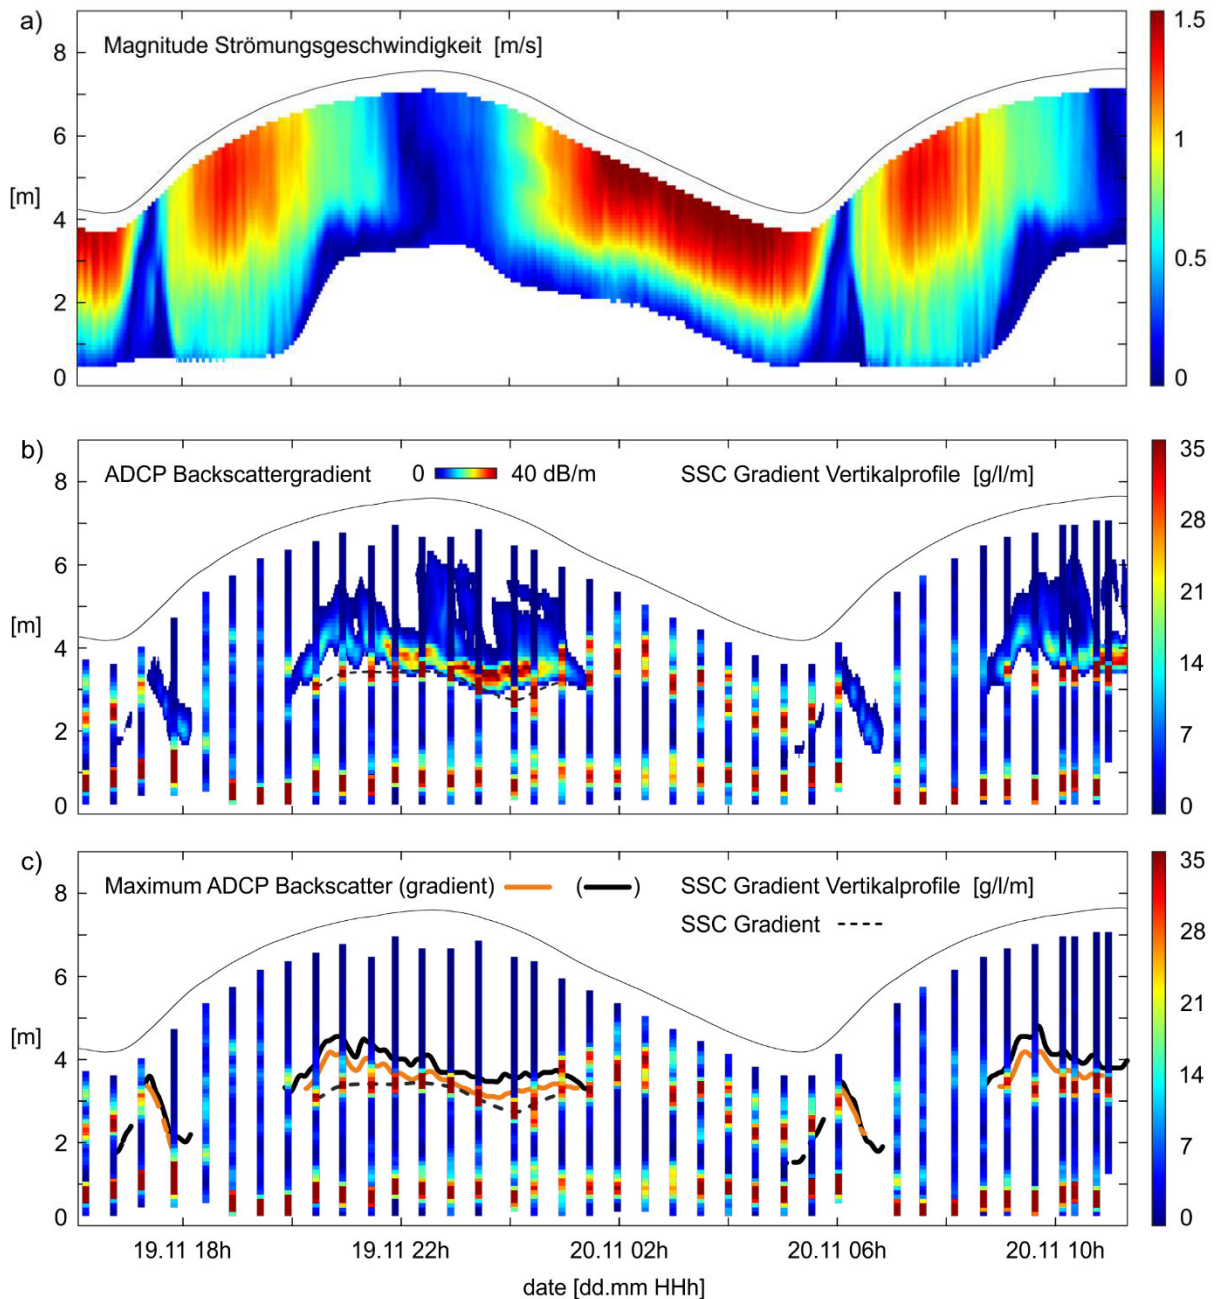 a)
Magnitude Strömungsgeschwindigkeit [m/s]
8
6
[m]
4
2
0
1.5
1
0.5
0
b)
ADCP Backscattergradient 0 40 dB/m SSC Gradient Vertikalprofile [g/l/m]
8
6
[m]
4
2
0
35
28
21
14
7
0
c)
Maximum ADCP Backscatter (gradient) ( ) SSC Gradient Vertikalprofile [g/l/m]
SSC Gradient
8
6
[m]
4
2
0
35
28
21
14
7
0
19.11 18h 19.11 22h 20.11 02h 20.11 06h 20.11 10h
date [dd.mm HHh]